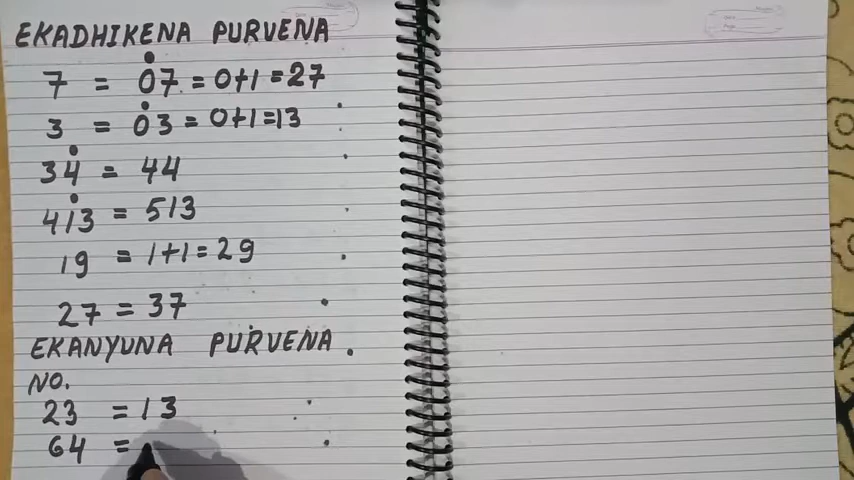 EKADHIKENA PURVENA
7 = 07 = 0+1 = 27
3 = 03 = 0+1 = 13
34 = 44
413 = 513
19 = 1+1 = 29
27 = 37
EKANYUNA PURVENA.
NO.
23 = 13
64 =